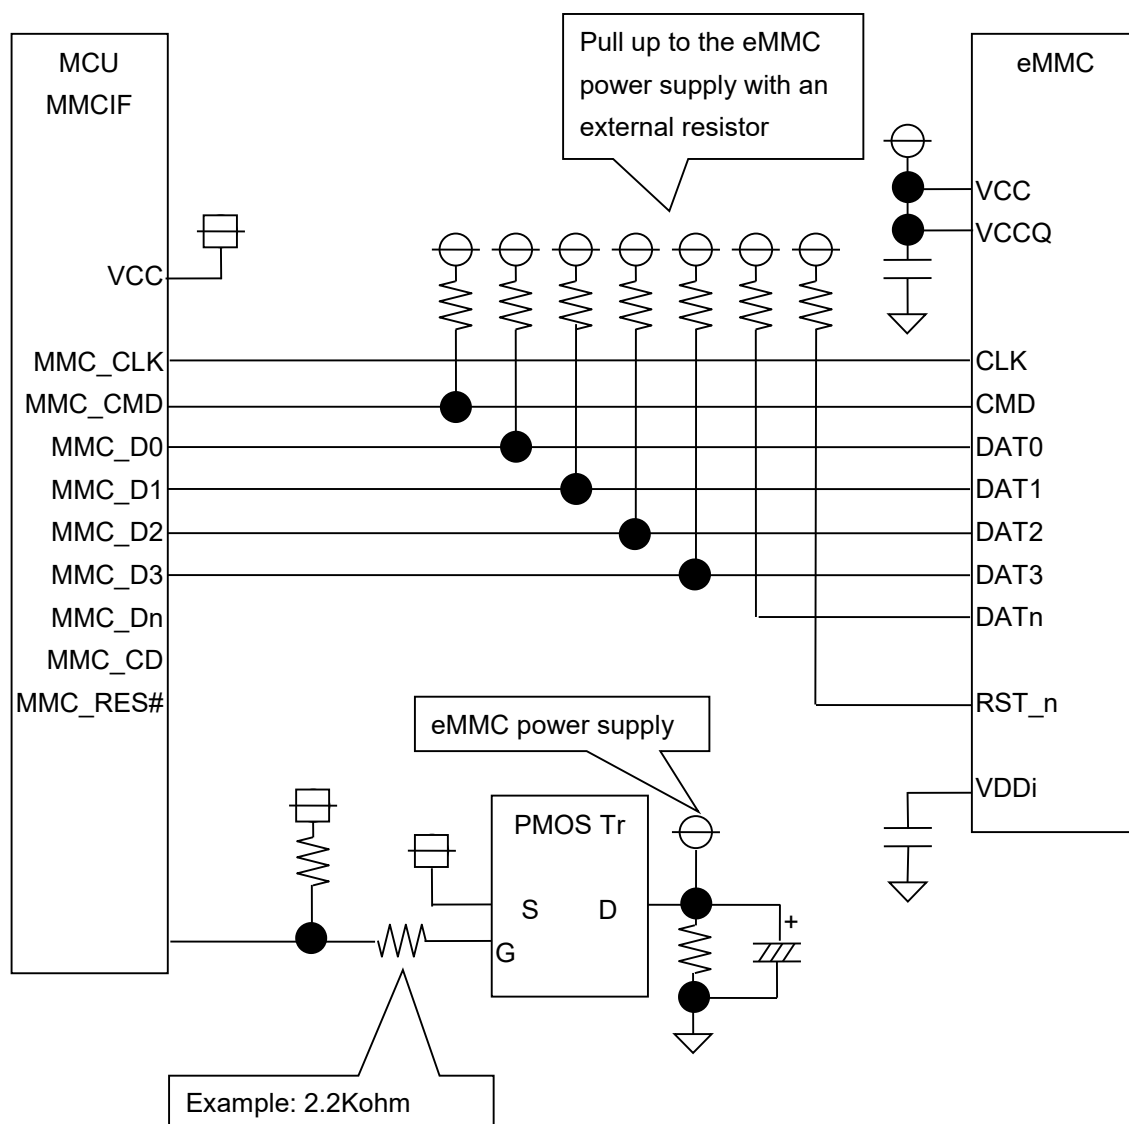 MCU
MMCIF
VCC
MMC_CLK
MMC_CMD
MMC_D0
MMC_D1
MMC_D2
MMC_D3
MMC_Dn
MMC_CD
MMC_RES#
Pull up to the eMMC
power supply with an
external resistor
eMMC
VCC
VCCQ
CLK
CMD
DAT0
DAT1
DAT2
DAT3
DATn
RST_n
VDDi
eMMC power supply
PMOS Tr
S
D
G
+
Example: 2.2Kohm